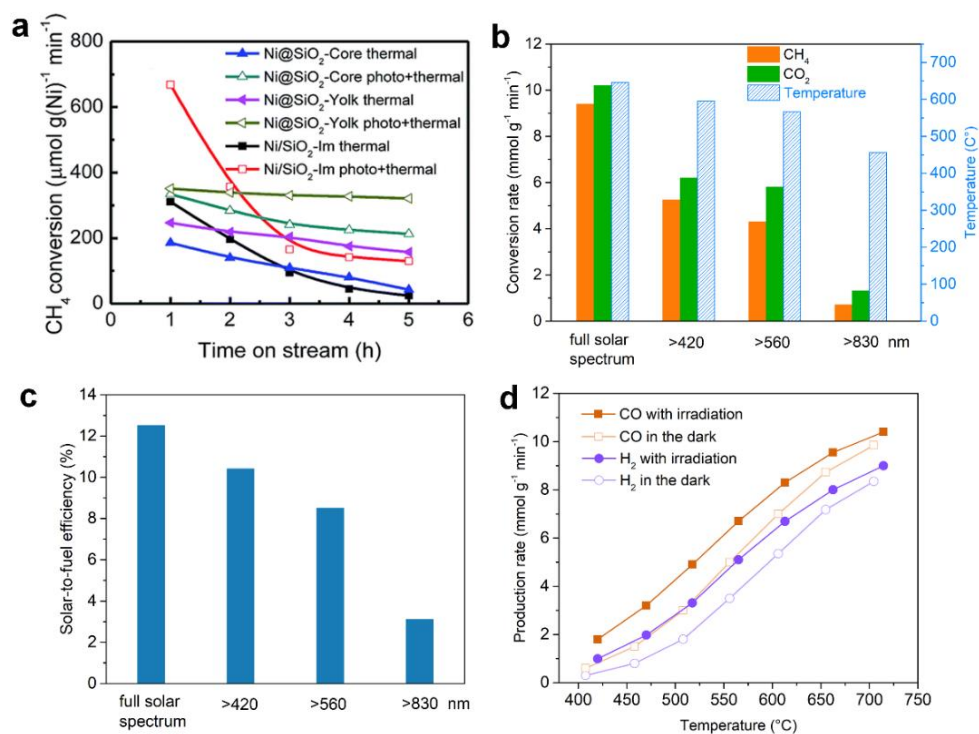 a
CH4 conversion (µmol g(Ni)-1 min-1)
800
600
400
200
0
Ni@SiO2-Core thermal
Ni@SiO2-Core photo+thermal
Ni@SiO2-Yolk thermal
Ni@SiO2-Yolk photo+thermal
Ni/SiO2-Im thermal
Ni/SiO2-Im photo+thermal
0 1 2 3 4 5 6
Time on stream (h)
b
Conversion rate (mmol g-1 min-1)
12
10
8
6
4
2
0
CH4
CO2
Temperature
700
650
600
500
400
300
200
100
0
Temperature (C°)
full solar
spectrum
>420
>560
>830 nm
c
Solar-to-fuel efficiency (%)
14
12
10
8
6
4
2
0
full solar
spectrum
>420
>560
>830 nm
d
Production rate (mmol g-1 min-1)
12
10
8
6
4
2
0
CO with irradiation
CO in the dark
H2 with irradiation
H2 in the dark
400 450 500 550 600 650 700 750
Temperature (°C)